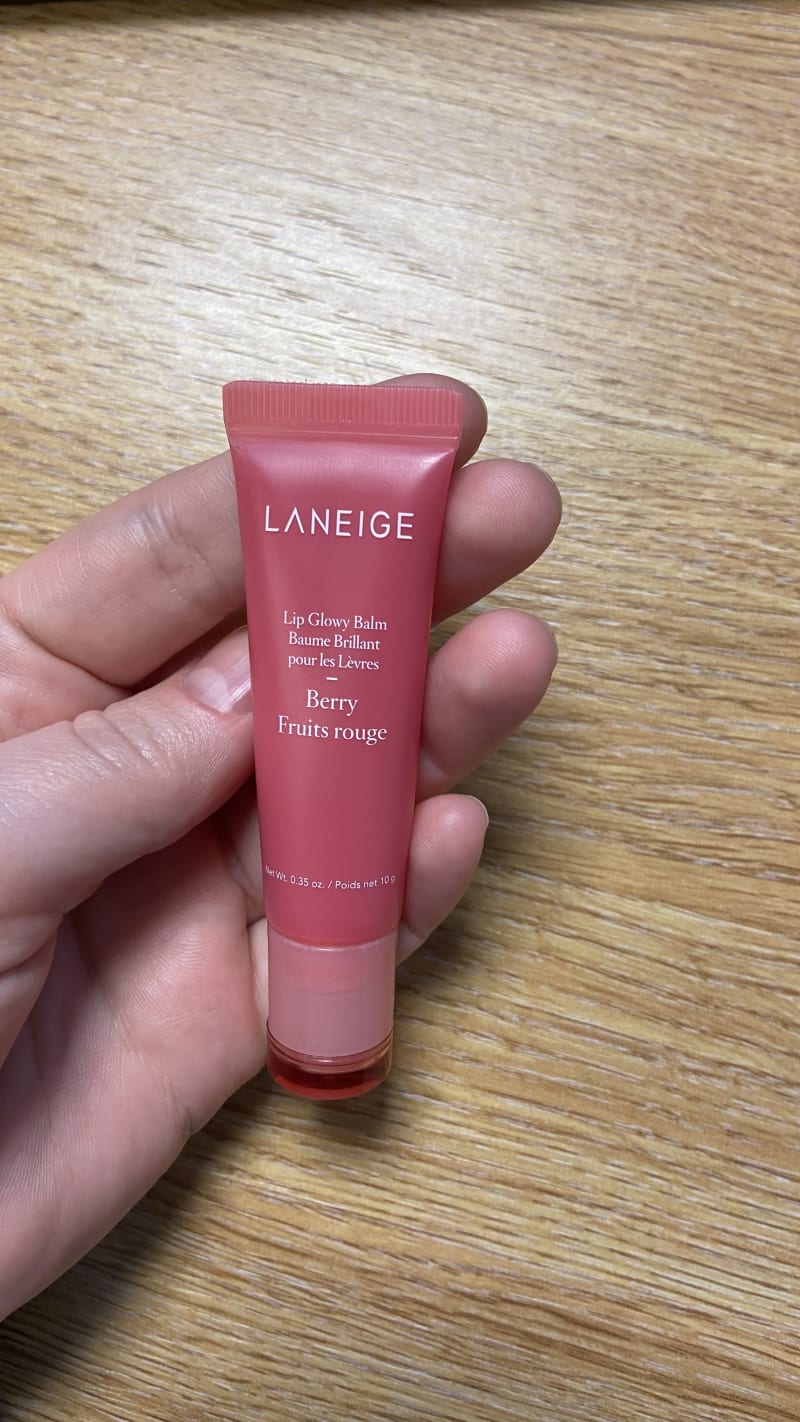 LANEIGE
Lip Glowy Balm
Baume Brillant
pour les Lèvres
Berry
Fruits rouge
Net Wt. 0.35 oz. / Poids net 10 g